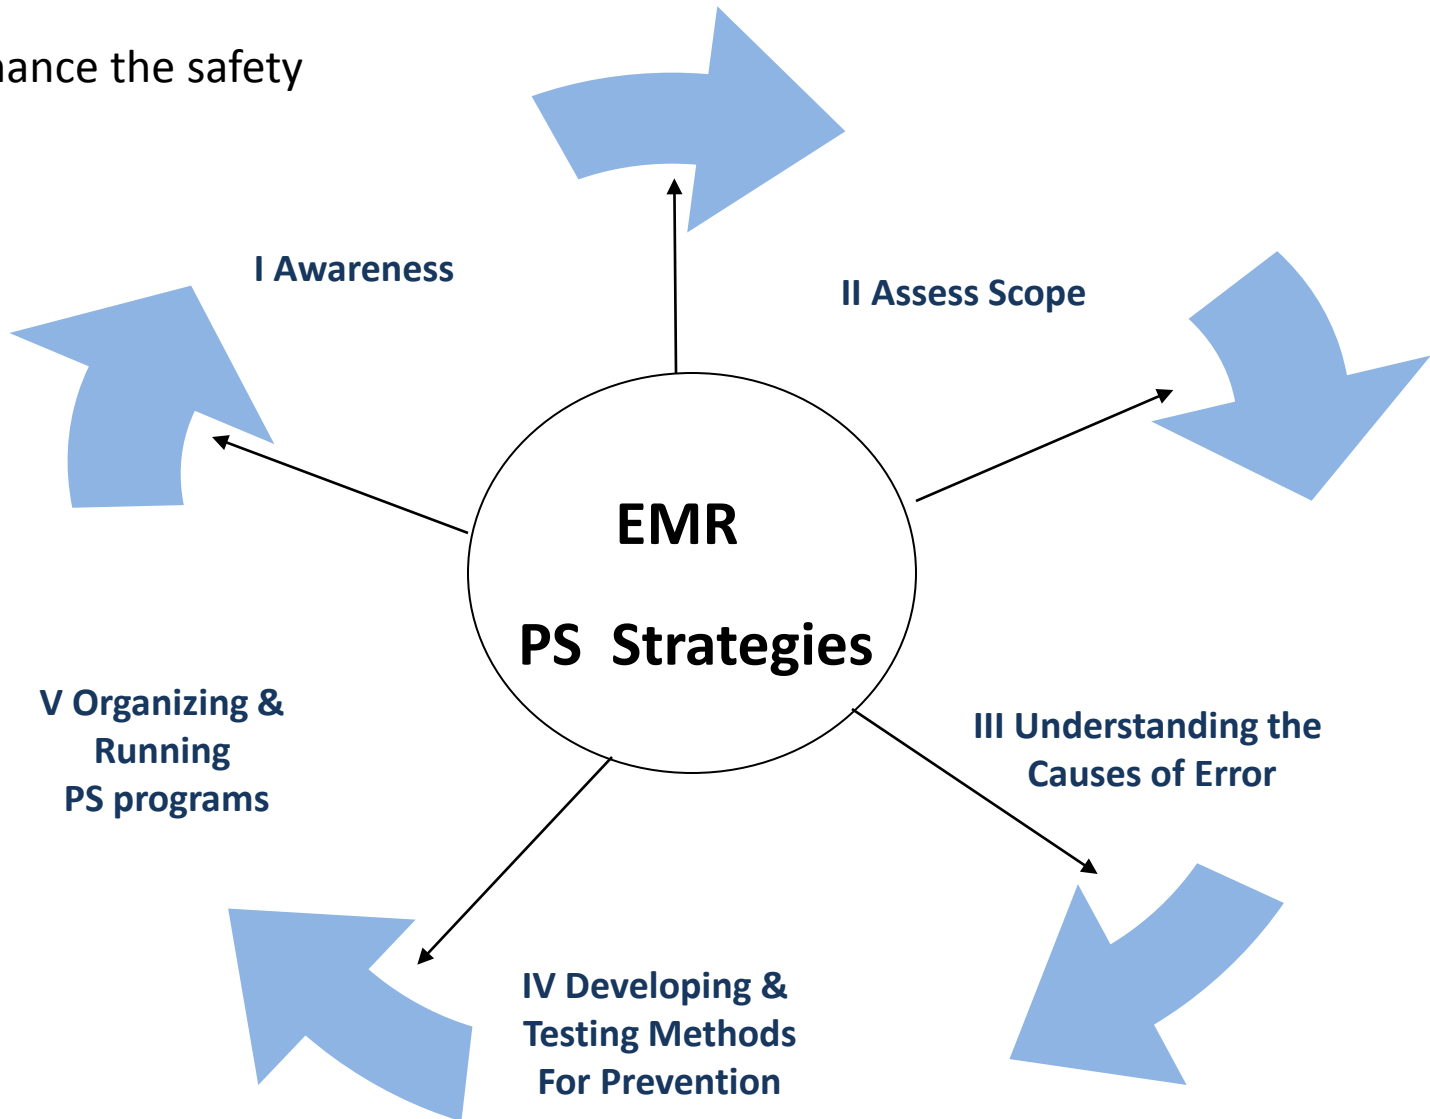 the safety
I Awareness
II Assess Scope
EMR
PS Strategies
III Understanding the
Causes of Error
IV Developing &
Testing Methods
For Prevention
V Organizing &
Running
PS programs